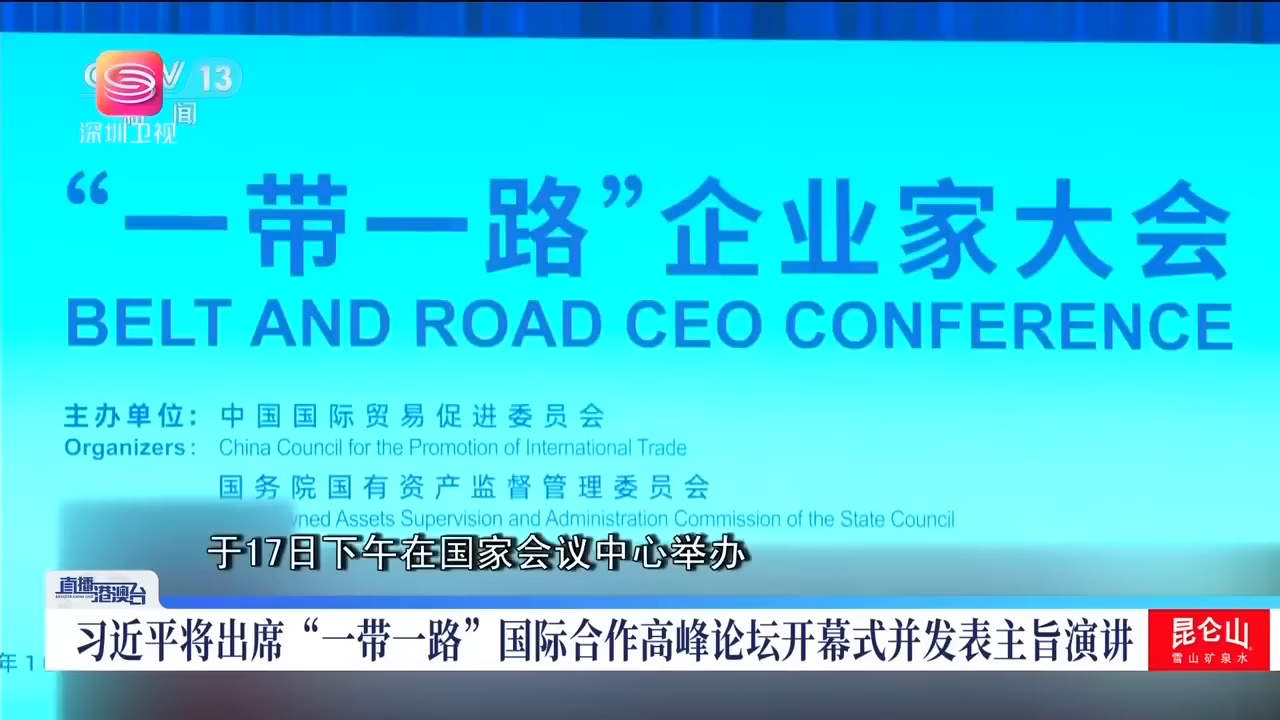 13
闻
深圳卫视
“一带一路”企业家大会
BELT AND ROAD CEO CONFERENCE
主办单位：中国国际贸易促进委员会
Organizers： China Council for the Promotion of International Trade
国务院国有资产监督管理委员会
Assets Supervision and Administration Commission of the State Council
于17日下午在国家会议中心举办
直播港澳台
习近平将出席“一带一路”国际合作高峰论坛开幕式并发表主旨演讲
昆仑山
雪山矿泉水